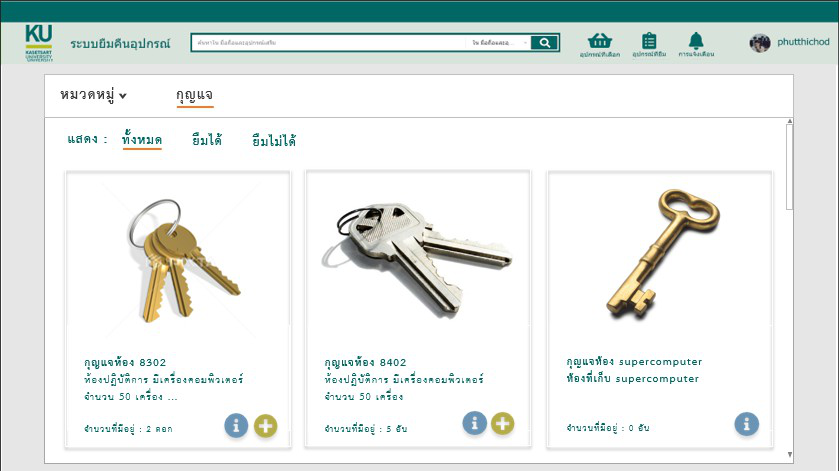 KU
KASETSART
UNIVERSITY
ระบบยืมคืนอุปกรณ์
อุปกรณ์ที่เลือก
อุปกรณ์ที่ยืม
การแจ้งเตือน
phutthichod
หมวดหมู่
กุญแจ
แสดง :
ทั้งหมด
ยืมได้
ยืมไม่ได้
กุญแจห้อง 8302
ห้องปฏิบัติการ มีเครื่องคอมพิวเตอร์
จำนวน 50 เครื่อง ...
จำนวนที่มีอยู่ : 2 ดอก
กุญแจห้อง 8402
ห้องปฏิบัติการ มีเครื่องคอมพิวเตอร์
จำนวน 50 เครื่อง
จำนวนที่มีอยู่ : 5 อัน
กุญแจห้อง supercomputer
ห้องที่เก็บ supercomputer
จำนวนที่มีอยู่ : 0 อัน